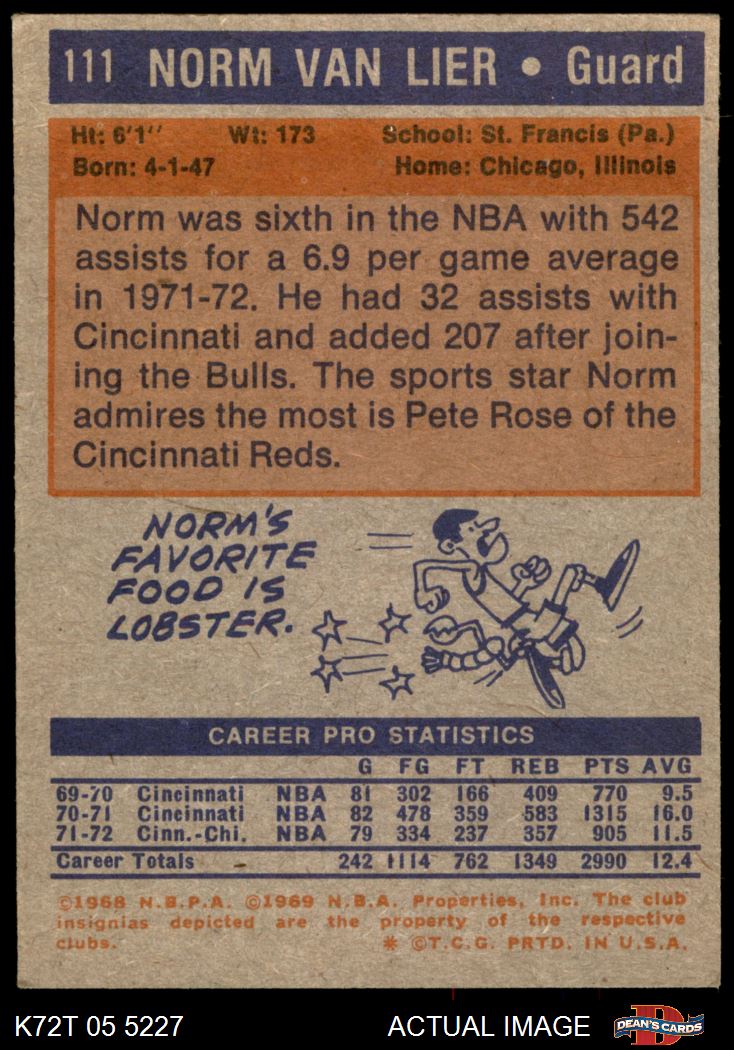 111 NORM VAN LIER • Guard
Ht: 6'1'' Wt: 173 School: St. Francis (Pa.)
Born: 4-1-47 Home: Chicago, Illinois
Norm was sixth in the NBA with 542
assists for a 6.9 per game average
in 1971-72. He had 32 assists with
Cincinnati and added 207 after join-
ing the Bulls. The sports star Norm
admires the most is Pete Rose of the
Cincinnati Reds.
NORM'S
FAVORITE
FOOD IS
LOBSTER.
CAREER PRO STATISTICS
G FG FT REB PTS AVG
69-70 Cincinnati NBA 81 302 166 409 770 9.5
70-71 Cincinnati NBA 82 478 359 583 1315 16.0
71-72 Cinn.-Chi. NBA 79 334 237 357 905 11.5
Career Totals 242 1114 762 1349 2990 12.4
©1968 N.B.P.A. ©1969 N.B.A. Properties, Inc. The club
insignias depicted are the property of the respective
clubs. * ©T.C.G. PRTD. IN U.S.A.
K72T 05 5227 ACTUAL IMAGE D DEAN'S CARDS